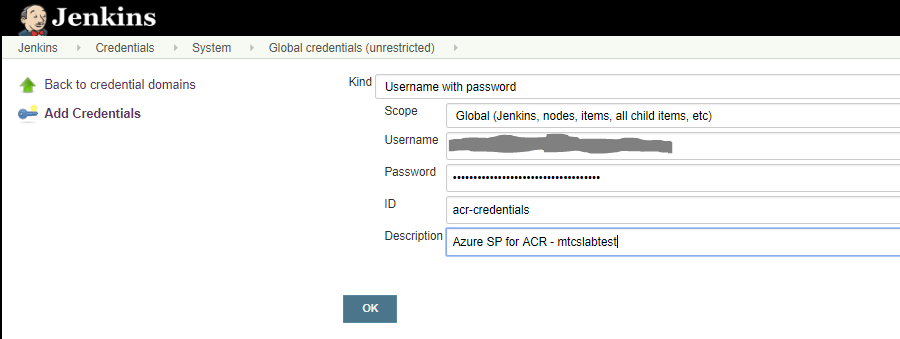 Jenkins
Jenkins Credentials System Global credentials (unrestricted)
Back to credential domains
Add Credentials
Kind Username with password
Scope Global (Jenkins, nodes, items, all child items, etc)
Username
Password
ID acr-credentials
Description Azure SP for ACR - mtcslabtest
OK